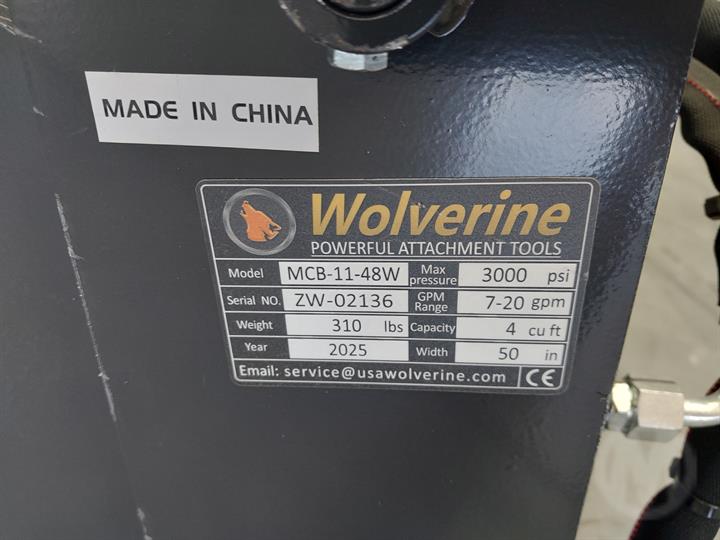 MADE IN CHINA
Wolverine
POWERFUL ATTACHMENT TOOLS
Model MCB-11-48W Max pressure 3000 psi
Serial NO. ZW-02136 GPM Range 7-20 gpm
Weight 310 lbs Capacity 4 cu ft
Year 2025 Width 50 in
Email: service@usawolverine.com CE